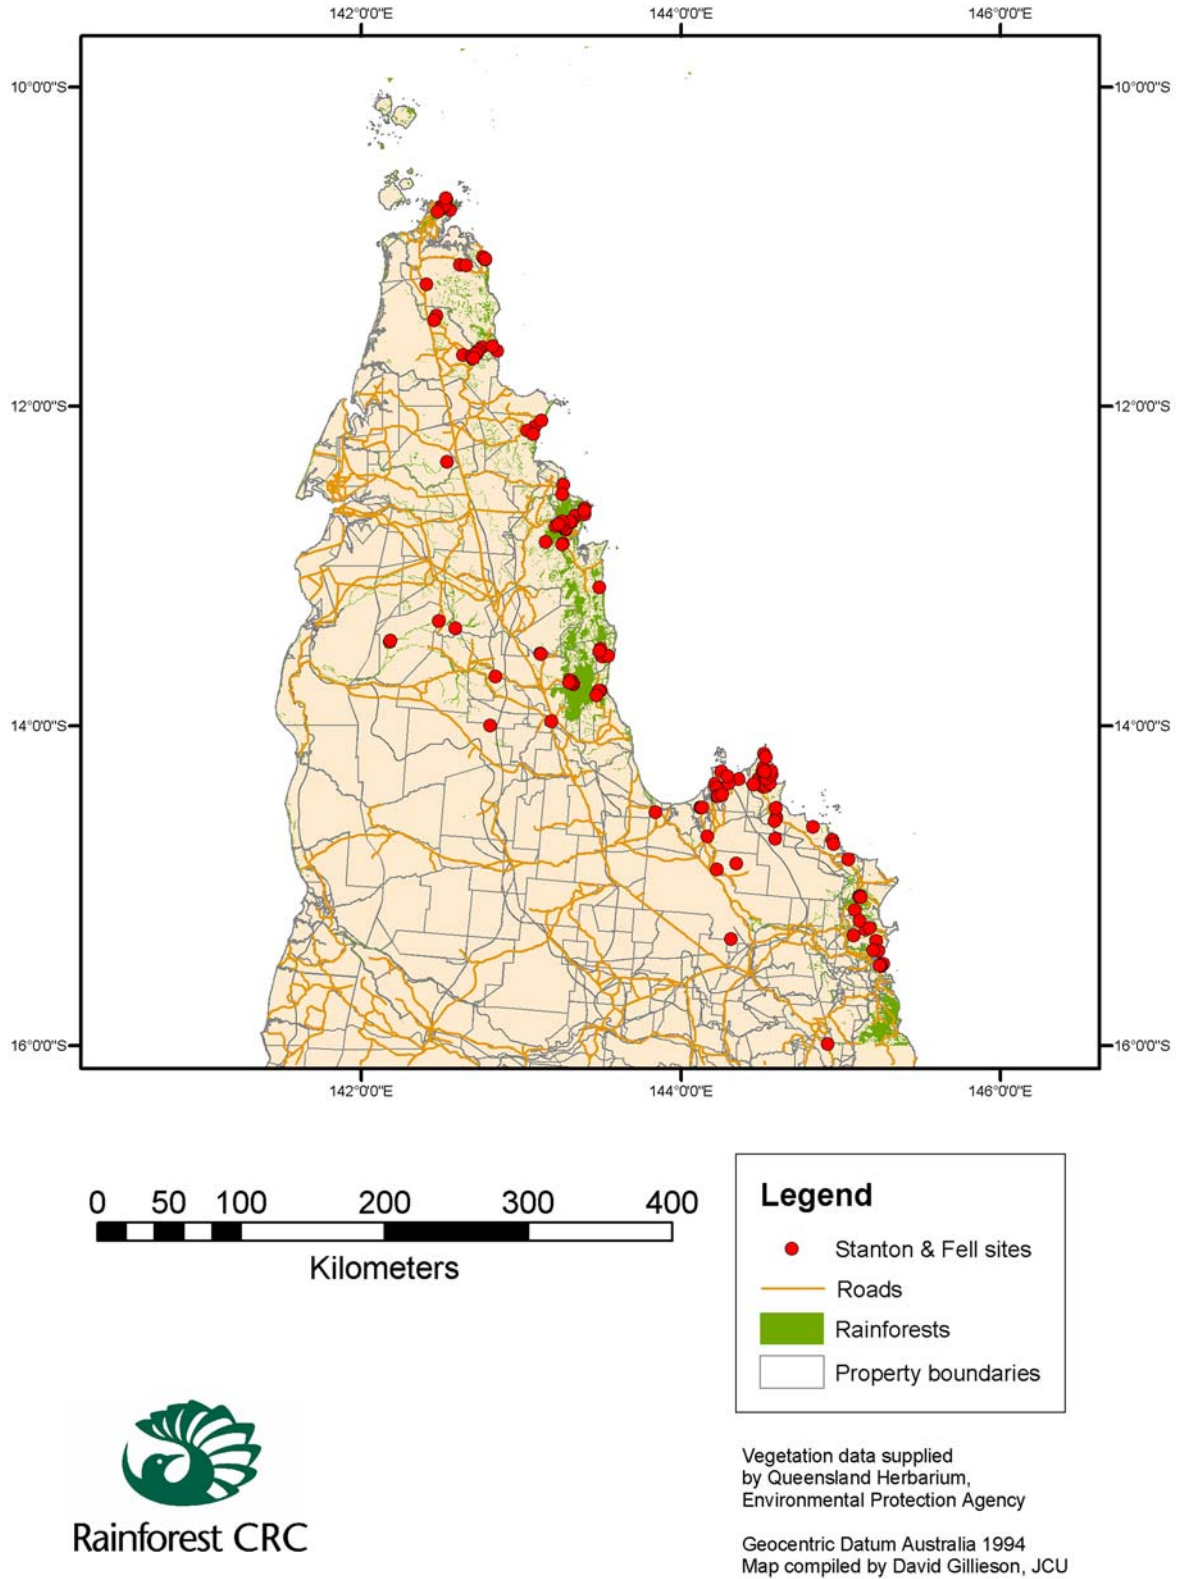 142°0'0"E 144°0'0"E 146°0'0"E
10°0'0"S 10°0'0"S
12°0'0"S 12°0'0"S
14°0'0"S 14°0'0"S
16°0'0"S 16°0'0"S
142°0'0"E 144°0'0"E 146°0'0"E
0 50 100 200 300 400
Kilometers
Legend
Stanton & Fell sites
Roads
Rainforests
Property boundaries
Rainforest CRC
Vegetation data supplied
by Queensland Herbarium,
Environmental Protection Agency
Geocentric Datum Australia 1994
Map compiled by David Gillieson, JCU